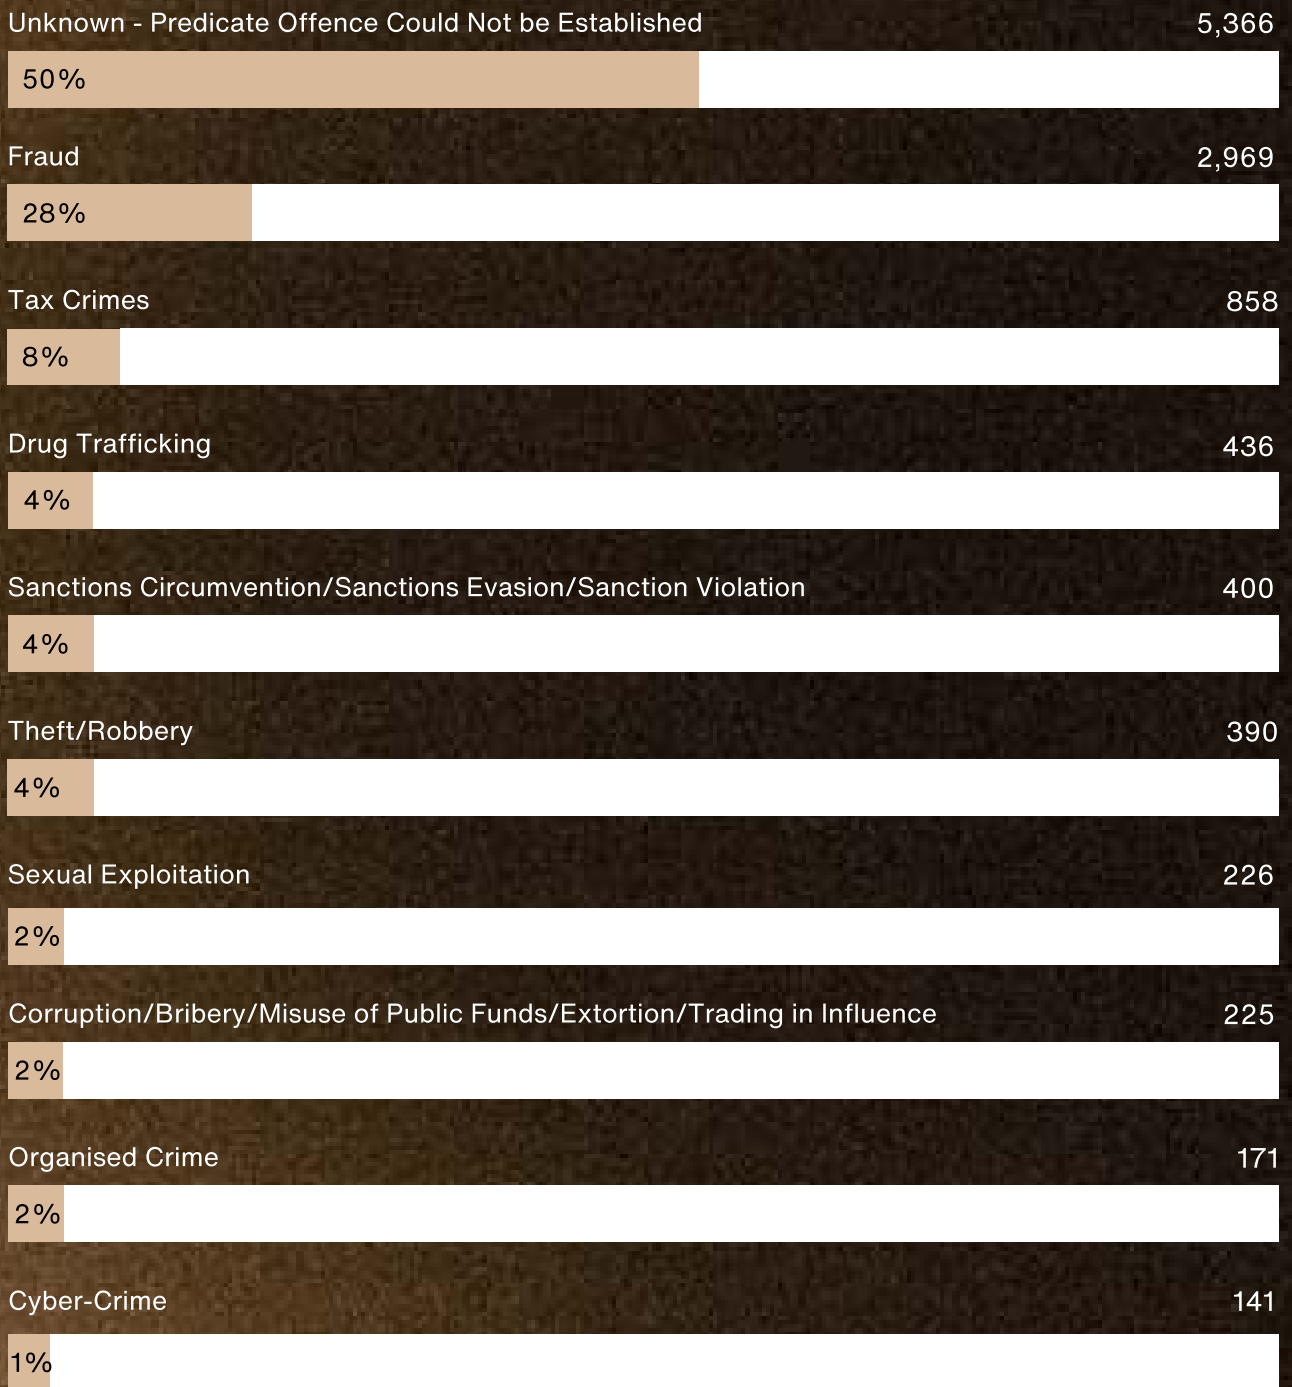 Unknown - Predicate Offence Could Not be Established 5,366
50%
Fraud 2,969
28%
Tax Crimes 858
8%
Drug Trafficking 436
4%
Sanctions Circumvention/Sanctions Evasion/Sanction Violation 400
4%
Theft/Robbery 390
4%
Sexual Exploitation 226
2%
Corruption/Bribery/Misuse of Public Funds/Extortion/Trading in Influence 225
2%
Organised Crime 171
2%
Cyber-Crime 141
1%